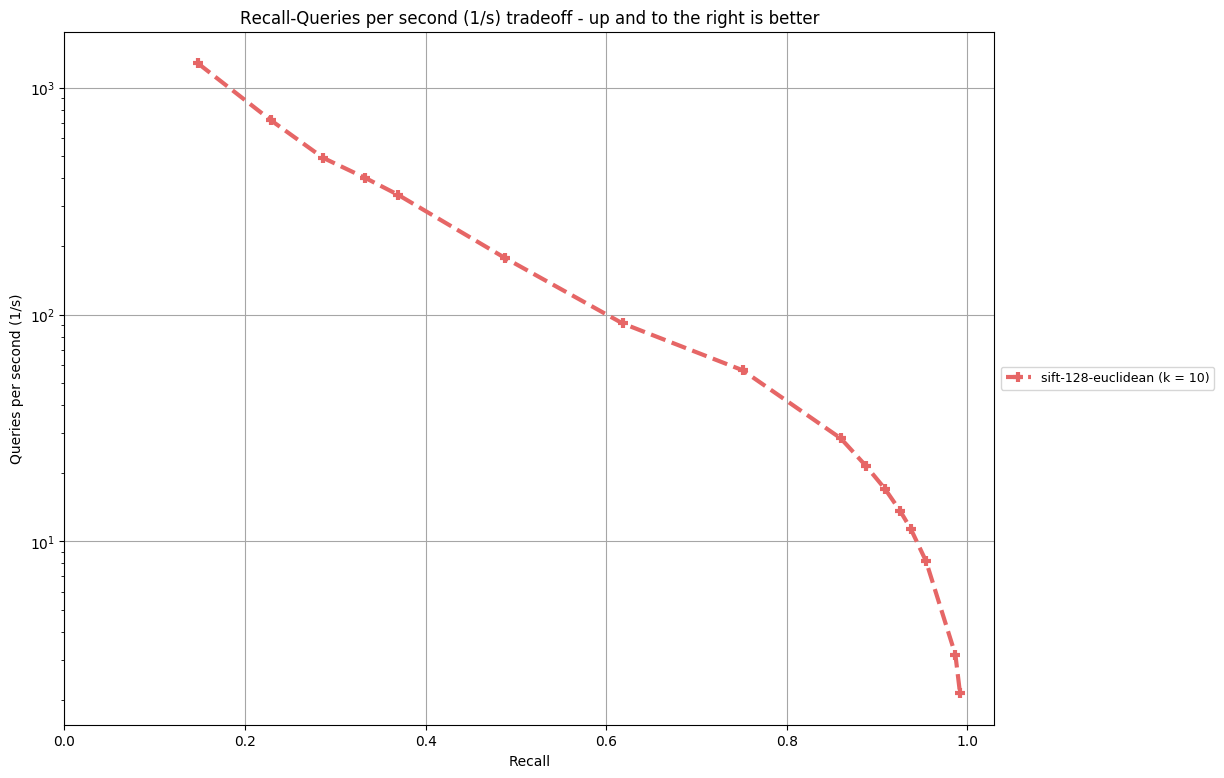 Recall-Queries per second (1/s) tradeoff - up and to the right is better
Queries per second (1/s)
10³
10²
10¹
0.0 0.2 0.4 0.6 0.8 1.0
Recall
sift-128-euclidean (k = 10)